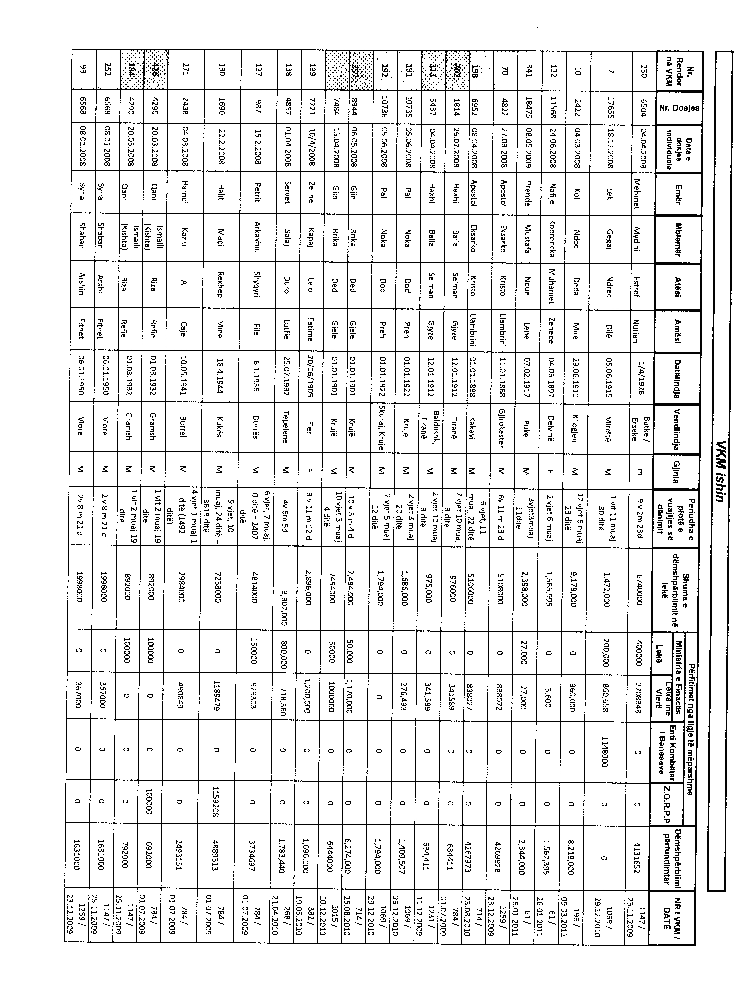 VKM ishin
Nr. Rendor në VKM | Nr. Dosjes | Data e dosjes individuale | Emër | Mbiemër | Atësi | Amësi | Datëlindja | Vendlindja | Gjinia | Periudha e plotë e vuajtjes së dënimit | Shuma e dëmshpërblimit në lekë | Përfitimet nga ligje të mëparshme | Ministria e Finacës | Lekë | Letra me Vlerë | Enti Kombëtar i Banesave | Z.Q.R.P.P | Dëmshpërblimi përfundimtar | NR I VKM / DATË
250 | 6504 | 04.04.2008 | Mehmet | Mydini | Estref | Nurian | 1/4/1926 | Butke / Erseke | m | 9 v 2m 23d | 674000 | 400000 | 2208348 | 0 | 0 | 4131652 | 1147 / 25.11.2009
7 | 17655 | 18.12.2008 | Lek | Gegaj | Ndrec | Dilë | 05.06.1915 | Mirditë | M | 1 vit 11 muaj 30 ditë | 1,472,000 | 200,000 | 860,658 | 1148000 | 0 | 0 | 1069 / 29.12.2010
10 | 2422 | 04.03.2008 | Kol | Ndoc | Deda | Mire | 29.06.1910 | Kllogjen | M | 12 vjet 6 muaj 23 ditë | 9,178,000 | 0 | 960,000 | 0 | 0 | 8,218,000 | 196 / 09.03.2011
132 | 11568 | 24.06.2008 | Nafije | Koprëncka | Muhamet | Zenepe | 04.06.1897 | Delvinë | F | 2 vjet 6 muaj | 1,565,995 | 0 | 3,600 | 0 | 0 | 1,562,395 | 61 / 26.01.2011
341 | 18475 | 08.05.2009 | Prende | Mustafa | Ndue | Lene | 07.02.1917 | Puke | M | 3vjet3muaj 11dite | 2,398,000 | 27,000 | 27,000 | 0 | 0 | 2,344,000 | 61 / 26.01.2011
70 | 4822 | 27.03.2008 | Apostol | Eksarko | Kristo | Llambrini | 11.01.1888 | Gjirokaster | M | 6v 11 m 23 d | 5108000 | 0 | 838072 | 0 | 0 | 4269928 | 1259 / 23.12.2009
158 | 6952 | 08.04.2008 | Apostol | Eksarko | Kristo | Llambrini | 01.01.1888 | Kakavi | M | 6 vjet, 11 muaj, 22 ditë | 5106000 | 0 | 838027 | 0 | 0 | 4267973 | 714 / 25.08.2010
202 | 1814 | 26.02.2008 | Haxhi | Balla | Selman | Gjyze | 12.01.1912 | Tiranë | M | 2 vjet 10 muaj 3 ditë | 976000 | 0 | 341589 | 0 | 0 | 634411 | 784 / 01.07.2009
111 | 5437 | 04.04.2008 | Haxhi | Balla | Selman | Gjyze | 12.01.1912 | Baldushk, Tiranë | M | 2 vjet 10 muaj 3 ditë | 976,000 | 0 | 341,589 | 0 | 0 | 634,411 | 1231 / 11.12.2009
191 | 10735 | 05.06.2008 | Pal | Noka | Dod | Pren | 01.01.1922 | Krujë | M | 2 vjet 3 muaj 20 ditë | 1,686,000 | 0 | 276,493 | 0 | 0 | 1,409,507 | 1069 / 29.12.2010
192 | 10736 | 05.06.2008 | Pal | Noka | Dod | Preh | 01.01.1922 | Skuraj, Kruje | M | 2 vjet 5 muaj 12 ditë | 1,794,000 | 0 | 0 | 0 | 0 | 1,794,000 | 1069 / 29.12.2010
257 | 8944 | 06.05.2008 | Gjin | Rrika | Ded | Gjele | 01.01.1901 | Krujë | M | 10 v 3 m 4 d | 7,494,000 | 50,000 | 1,170,000 | 0 | 0 | 6,274,000 | 714 / 25.08.2010
7484 | 15.04.2008 | Gjin | Rrika | Ded | Gjele | 01.01.1901 | Krujë | M | 10 vjet 3 muaj 4 ditë | 7494000 | 50000 | 1000000 | 0 | 0 | 6444000 | 1015 / 10.12.2010
139 | 7221 | 10/4/2008 | Zeline | Kapaj | Lelo | Fatime | 20/06/1905 | Fier | F | 3 v 11 m 12 d | 2,896,000 | 0 | 1,200,000 | 0 | 0 | 1,696,000 | 382 / 19.05.2010
138 | 4857 | 01.04.2008 | Servet | Salaj | Duro | Lutfie | 25.07.1932 | Tepelene | M | 4v 6m 5d | 3,302,000 | 800,000 | 718,560 | 0 | 0 | 1,783,440 | 268 / 21.04.2010
137 | 987 | 15.2.2008 | Petrit | Arkaxhiu | Shyqyri | File | 6.1.1936 | Durrës | M | 6 vjet, 7 muaj, 0 ditë = 2407 ditë | 4814000 | 150000 | 929303 | 0 | 0 | 3734697 | 784 / 01.07.2009
190 | 1690 | 22.2.2008 | Halit | Maçi | Rexhep | Mine | 18.4.1944 | Kukës | M | 9 vjet, 10 muaj, 24 ditë = 3619 ditë | 7238000 | 0 | 1189479 | 0 | 1159208 | 4889313 | 784 / 01.07.2009
271 | 2438 | 04.03.2008 | Hamdi | Kaziu | Ali | Caje | 10.05.1941 | Burrel | M | 4 vjet 1 muaj 1 ditë (1492 ditë) | 2984000 | 0 | 490849 | 0 | 0 | 2493151 | 784 / 01.07.2009
426 | 4290 | 20.03.2008 | Qani | Ismaili (Kishta) | Riza | Refie | 01.03.1932 | Gramsh | M | 1 vit 2 muaj 19 dite | 892000 | 100000 | 0 | 0 | 100000 | 692000 | 784 / 01.07.2009
184 | 4290 | 20.03.2008 | Qani | Ismaili (Kishta) | Riza | Refie | 01.03.1932 | Gramsh | M | 1 vit 2 muaj 19 dite | 892000 | 100000 | 0 | 0 | 0 | 792000 | 1147 / 25.11.2009
252 | 6568 | 08.01.2008 | Syria | Shabani | Arshi | Fitnet | 06.01.1950 | Vlore | M | 2 v 8 m 21 d | 1998000 | 0 | 367000 | 0 | 0 | 1631000 | 1147 / 25.11.2009
93 | 6568 | 08.01.2008 | Syria | Shabani | Arshin | Fitnet | 06.01.1950 | Vlore | M | 2v 8 m 21 d | 1998000 | 0 | 367000 | 0 | 0 | 1631000 | 1259 / 23.12.2009